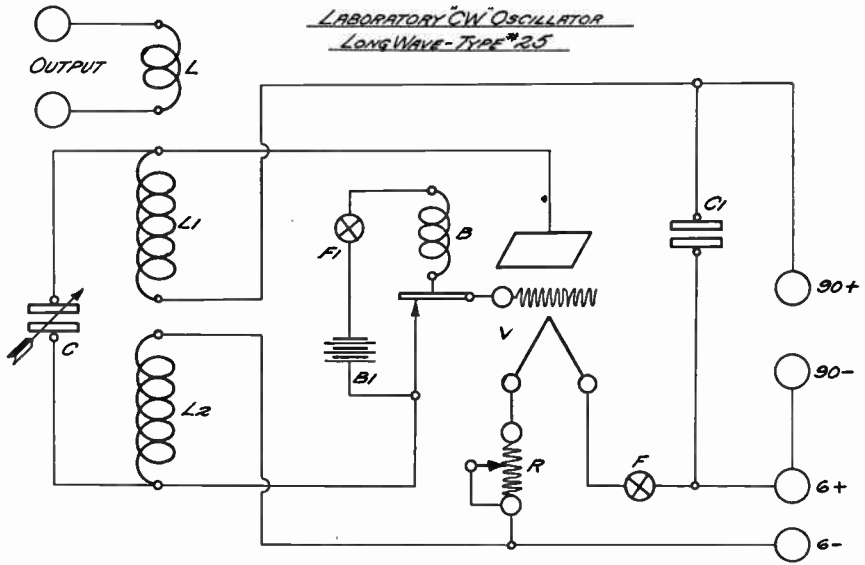 LABORATORY "CW" OSCILLATOR
LONG WAVE - TYPE #25
OUTPUT
L
L1
F1
B
C1
90+
C
V
B1
90-
L2
R
F
6+
6-